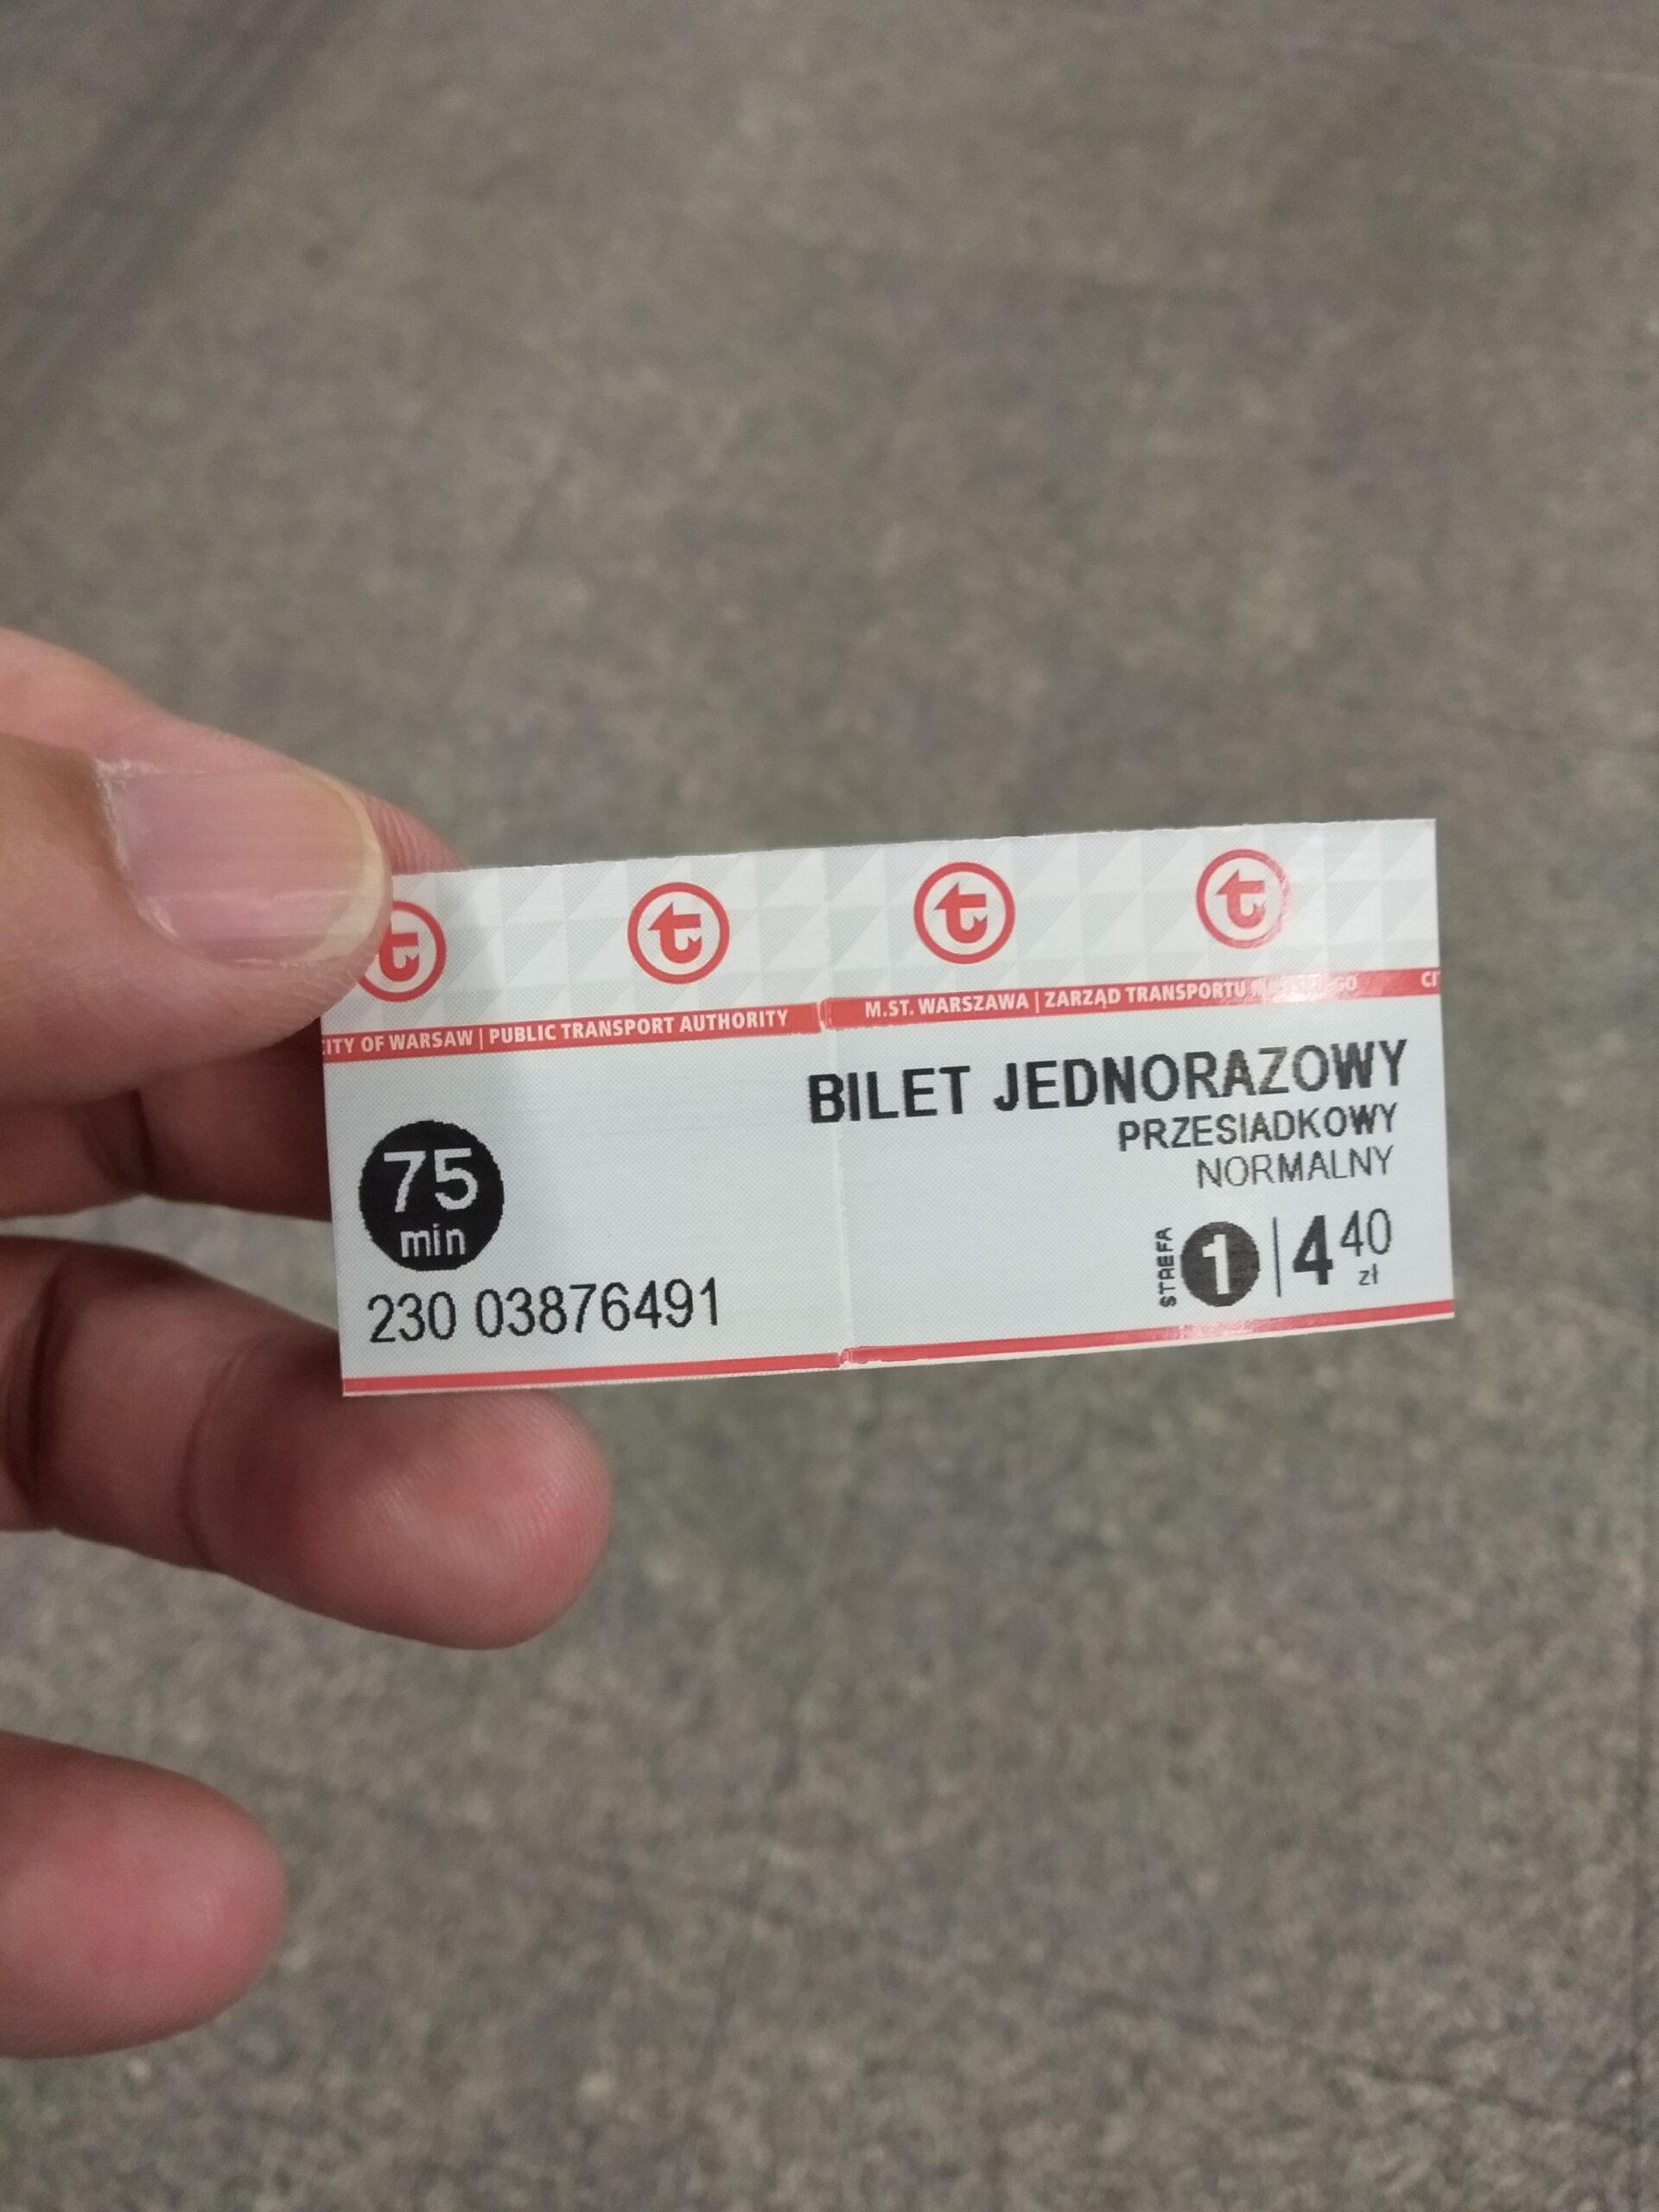 CITY OF WARSAW | PUBLIC TRANSPORT AUTHORITY M.ST. WARSZAWA | ZARZĄD TRANSPORTU
BILET JEDNORAZOWY
PRZESIADKOWY
NORMALNY
75
min
STREFA 1 | 4 40
zł
230 03876491